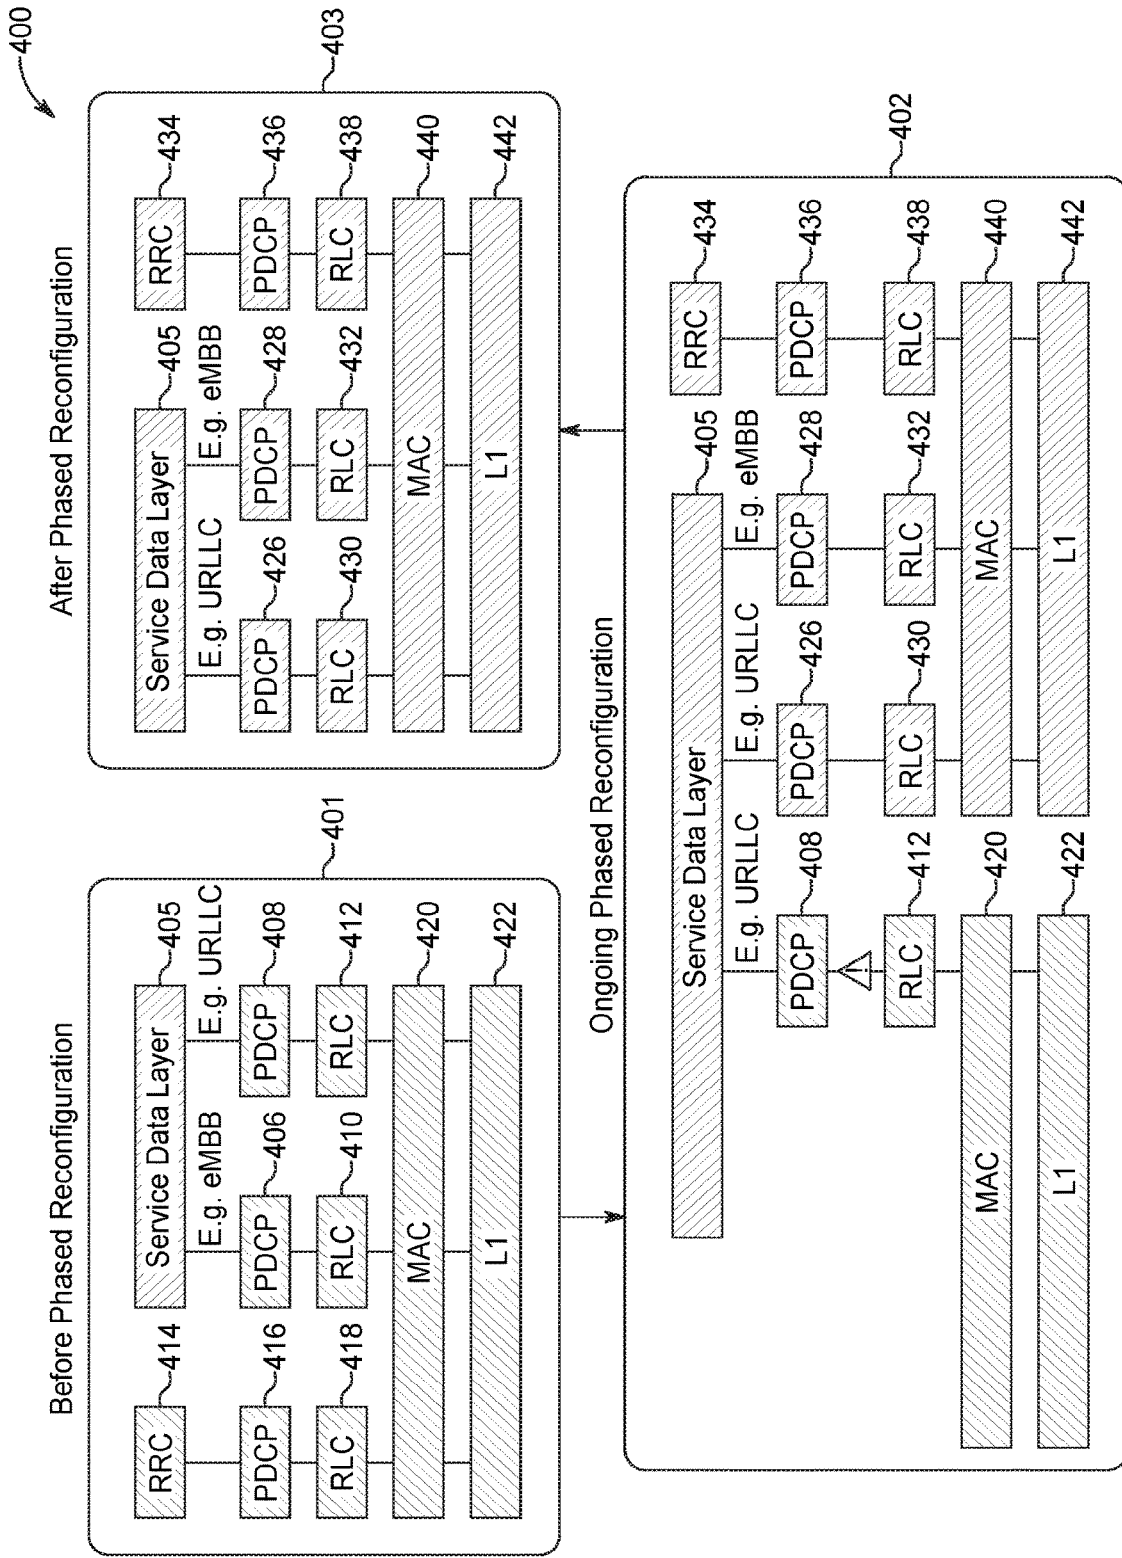 400
Before Phased Reconfiguration
401
RRC 414
Service Data Layer 405
E.g. eMBB
E.g. URLLC
PDCP 416
PDCP 406
PDCP 408
RLC 418
RLC 410
RLC 412
MAC 420
L1 422
After Phased Reconfiguration
403
Service Data Layer 405
RRC 434
E.g. URLLC
E.g. eMBB
PDCP 426
PDCP 428
PDCP 436
RLC 430
RLC 432
RLC 438
MAC 440
L1 442
Ongoing Phased Reconfiguration
402
Service Data Layer 405
RRC 434
E.g. URLLC
E.g. URLLC
E.g. eMBB
PDCP 408
PDCP 426
PDCP 428
PDCP 436
!
RLC 412
RLC 430
RLC 432
RLC 438
MAC 420
MAC 440
L1 422
L1 442